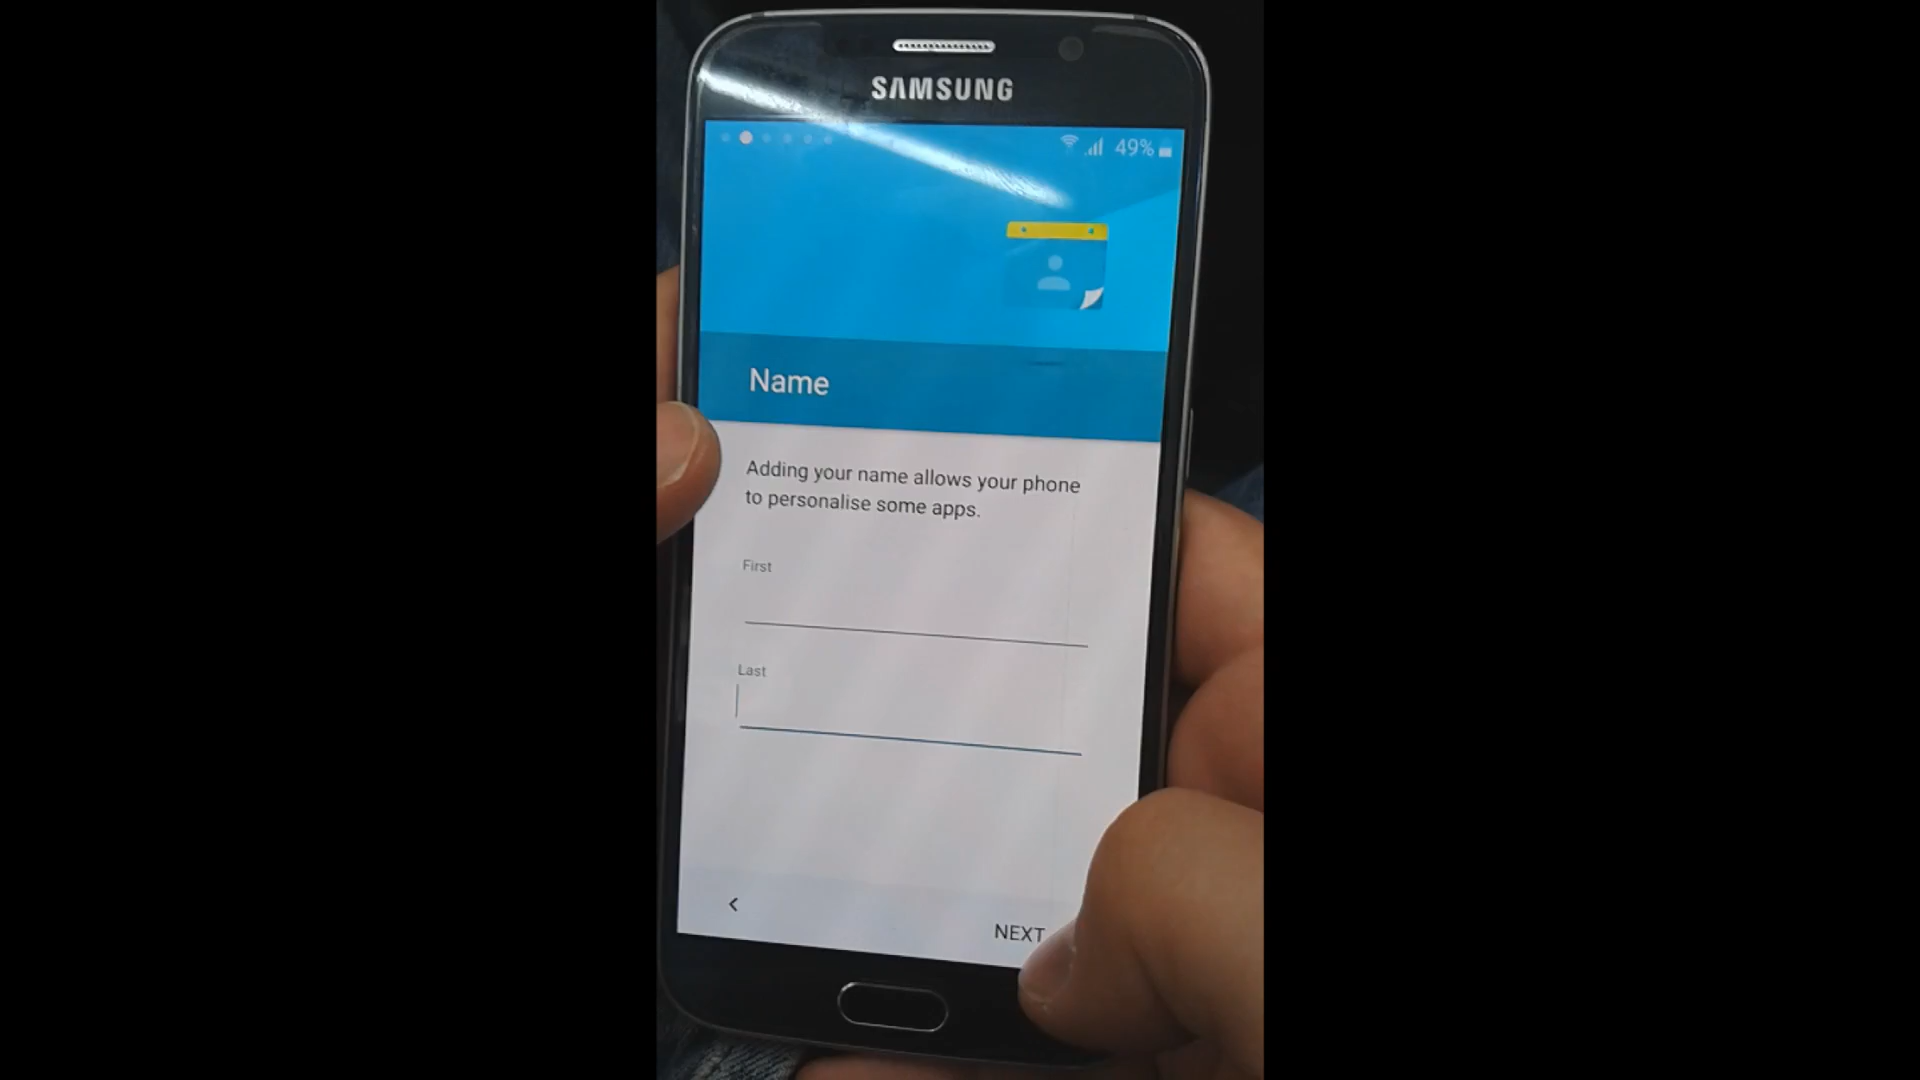 SAMSUNG
49%
Name
Adding your name allows your phone
to personalise some apps.
First
Last
NEXT